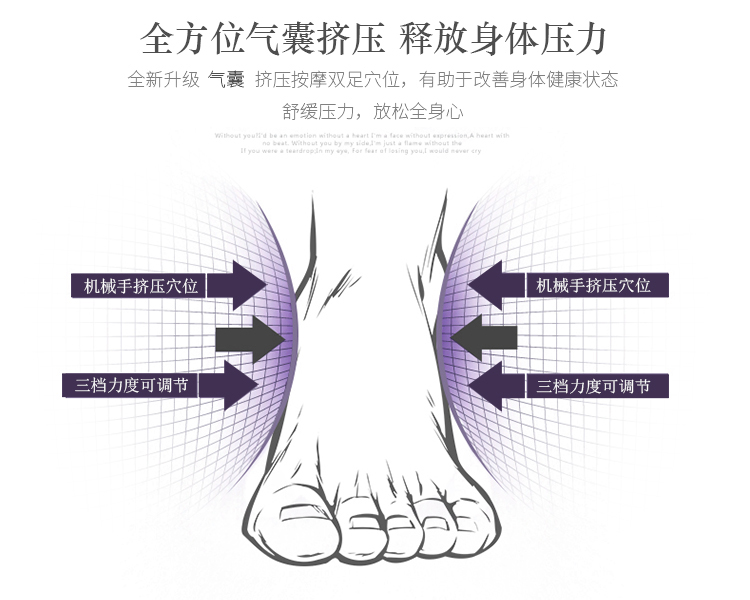 全方位气囊挤压 释放身体压力
全新升级 气囊 挤压按摩双足穴位，有助于改善身体健康状态
舒缓压力，放松全身心
Without you?I'd be an emotion without a heart I'm a face without expression,A heart with
no beat. Without you by my side.I'm just a flame without the
If you were a teardrop;In my eye, For fear of losing you,I would never cry
机械手挤压穴位
机械手挤压穴位
三档力度可调节
三档力度可调节